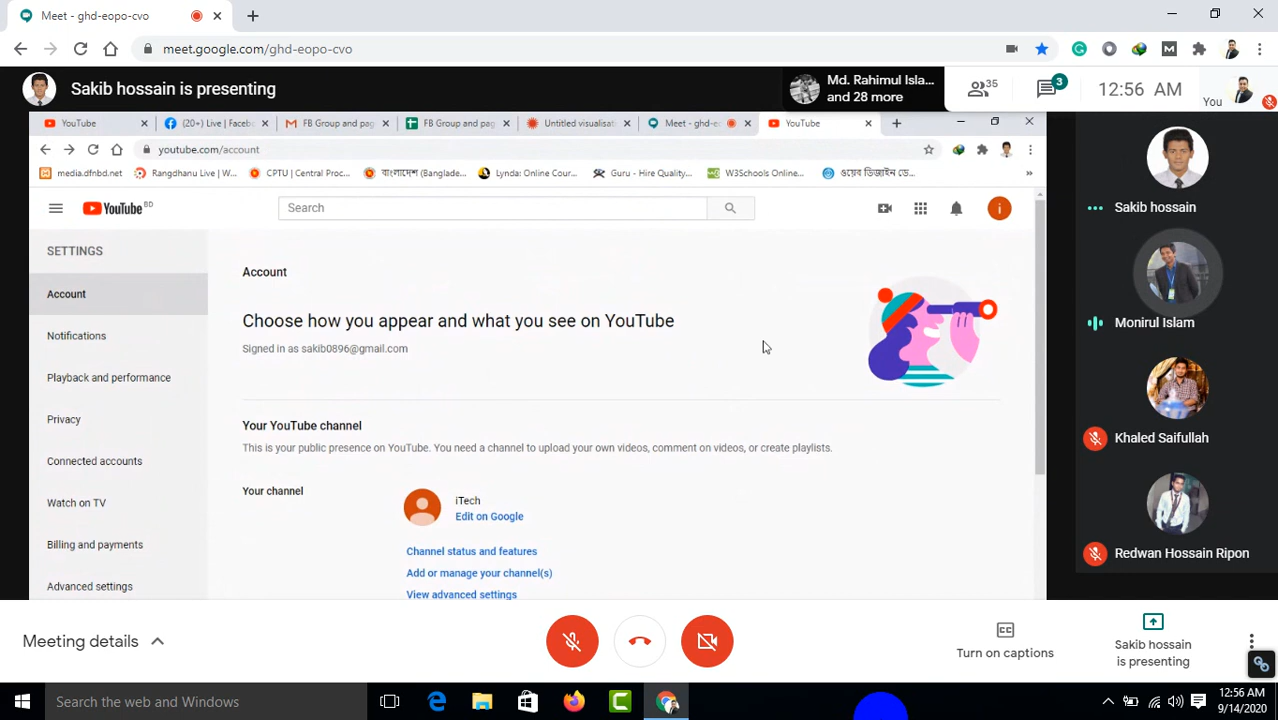 Meet - ghd-eopo-cvo
meet.google.com/ghd-eopo-cvo
Sakib hossain is presenting
Md. Rahimul Isla...
and 28 more
35
3
12:56 AM
You
YouTube
(20+) Live | Facebo
FB Group and pag
FB Group and pag
Untitled visualisat
Meet - ghd-eo
YouTube
youtube.com/account
media.dfnbd.net
Rangdhanu Live | W...
CPTU | Central Proc...
বাংলাদেশ (Banglade...
Lynda: Online Cour...
Guru - Hire Quality...
W3Schools Online...
ওয়েব ডিজাইন ডে...
»
YouTube BD
Search
i
SETTINGS
Account
Notifications
Playback and performance
Privacy
Connected accounts
Watch on TV
Billing and payments
Advanced settings
Account
Choose how you appear and what you see on YouTube
Signed in as sakib0896@gmail.com
Your YouTube channel
This is your public presence on YouTube. You need a channel to upload your own videos, comment on videos, or create playlists.
Your channel
iTech
Edit on Google
Channel status and features
Add or manage your channel(s)
View advanced settings
Sakib hossain
Monirul Islam
Khaled Saifullah
Redwan Hossain Ripon
Meeting details
Turn on captions
Sakib hossain
is presenting
Search the web and Windows
12:56 AM
9/14/2020